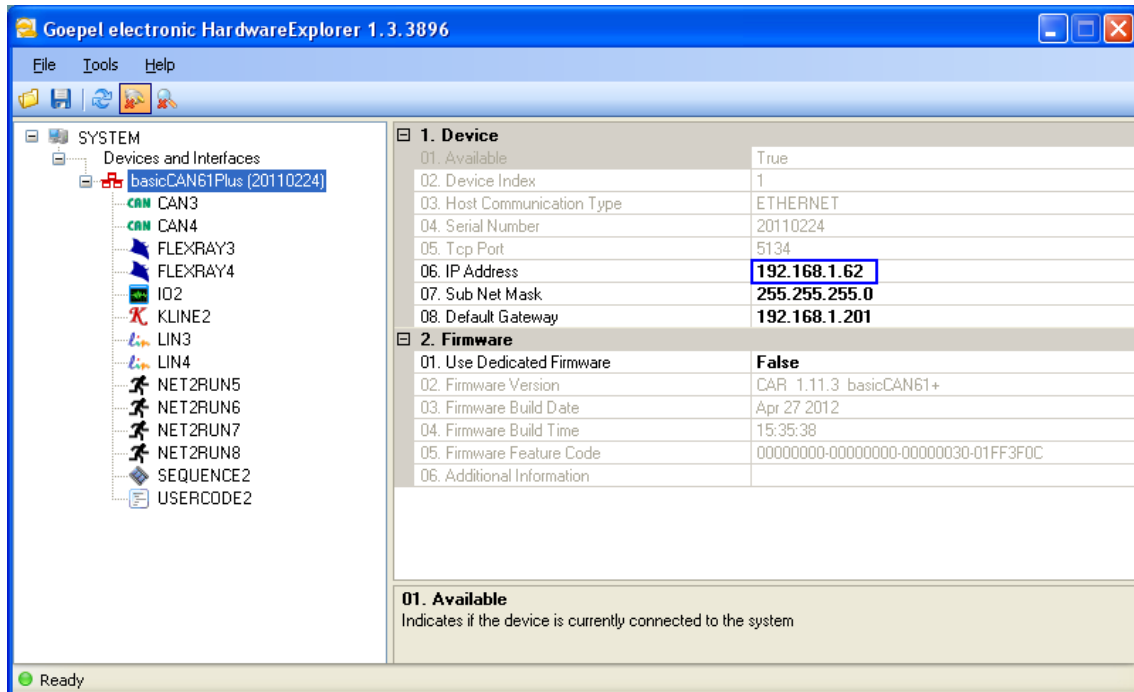 Goepel electronic HardwareExplorer 1.3.3896
File Tools Help
SYSTEM
Devices and Interfaces
basicCAN61Plus (20110224)
CAN CAN3
CAN CAN4
FLEXRAY3
FLEXRAY4
IO2
K KLINE2
Lin LIN3
Lin LIN4
NET2RUN5
NET2RUN6
NET2RUN7
NET2RUN8
SEQUENCE2
USERCODE2
1. Device
01. Available True
02. Device Index 1
03. Host Communication Type ETHERNET
04. Serial Number 20110224
05. Tcp Port 5134
06. IP Address 192.168.1.62
07. Sub Net Mask 255.255.255.0
08. Default Gateway 192.168.1.201
2. Firmware
01. Use Dedicated Firmware False
02. Firmware Version CAR 1.11.3 basicCAN61+
03. Firmware Build Date Apr 27 2012
04. Firmware Build Time 15:35:38
05. Firmware Feature Code 00000000-00000000-00000030-01FF3F0C
06. Additional Information
01. Available
Indicates if the device is currently connected to the system
Ready